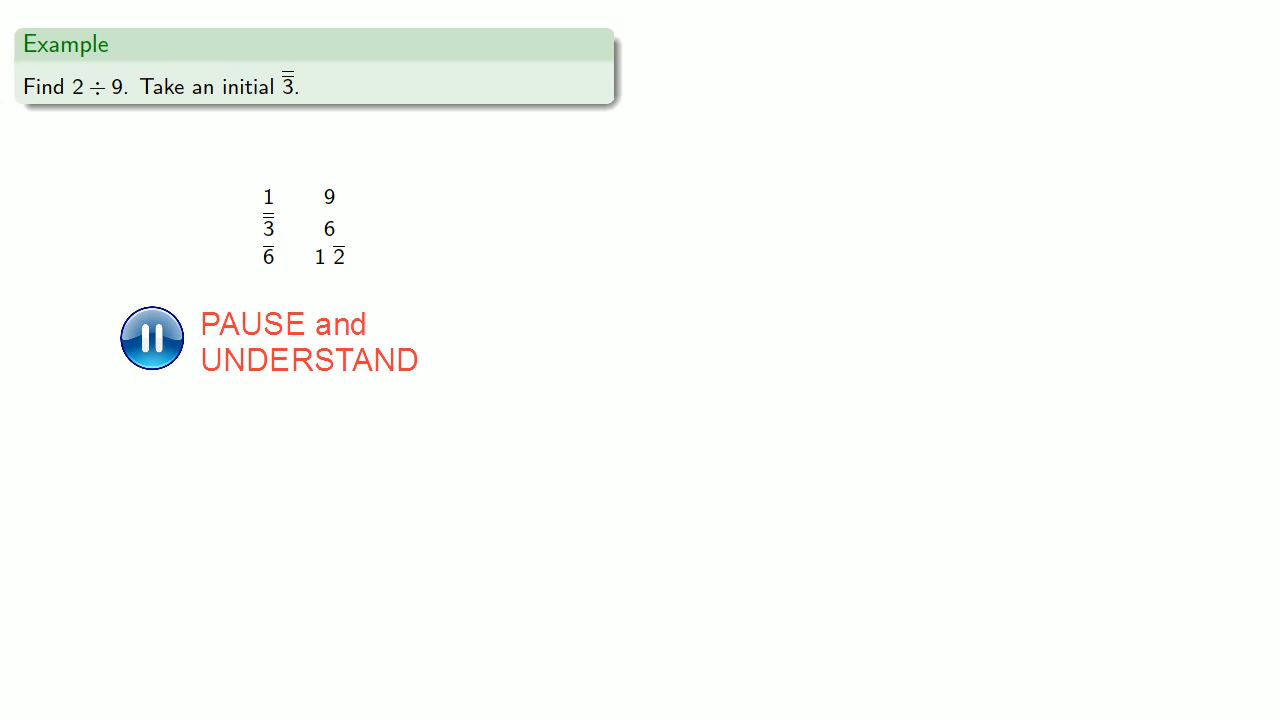 Example
Find 2 ÷ 9. Take an initial 3̿.
1 9
3̿ 6
6̅ 1 2̅
PAUSE and
UNDERSTAND